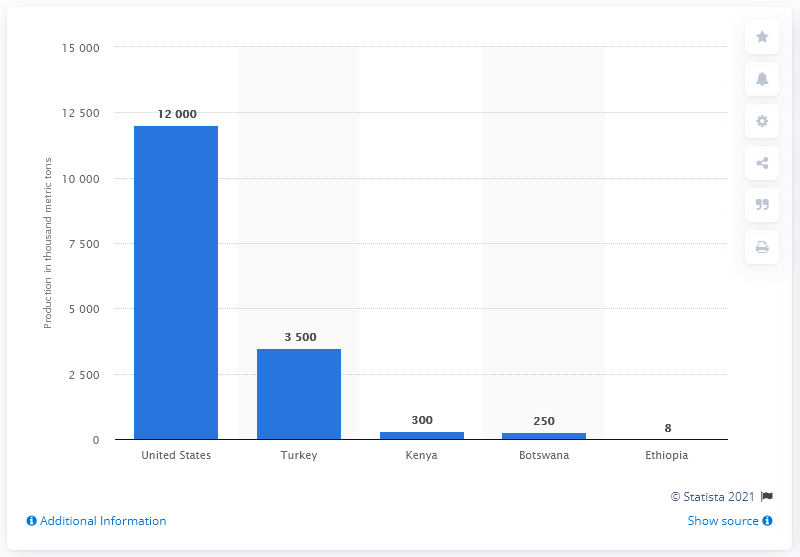 15 000
12 500
10 000
7 500
5 000
2 500
0
Production in thousand metric tons
12 000
3 500
300
250
8
United States
Turkey
Kenya
Botswana
Ethiopia
© Statista 2021
Additional Information
Show source